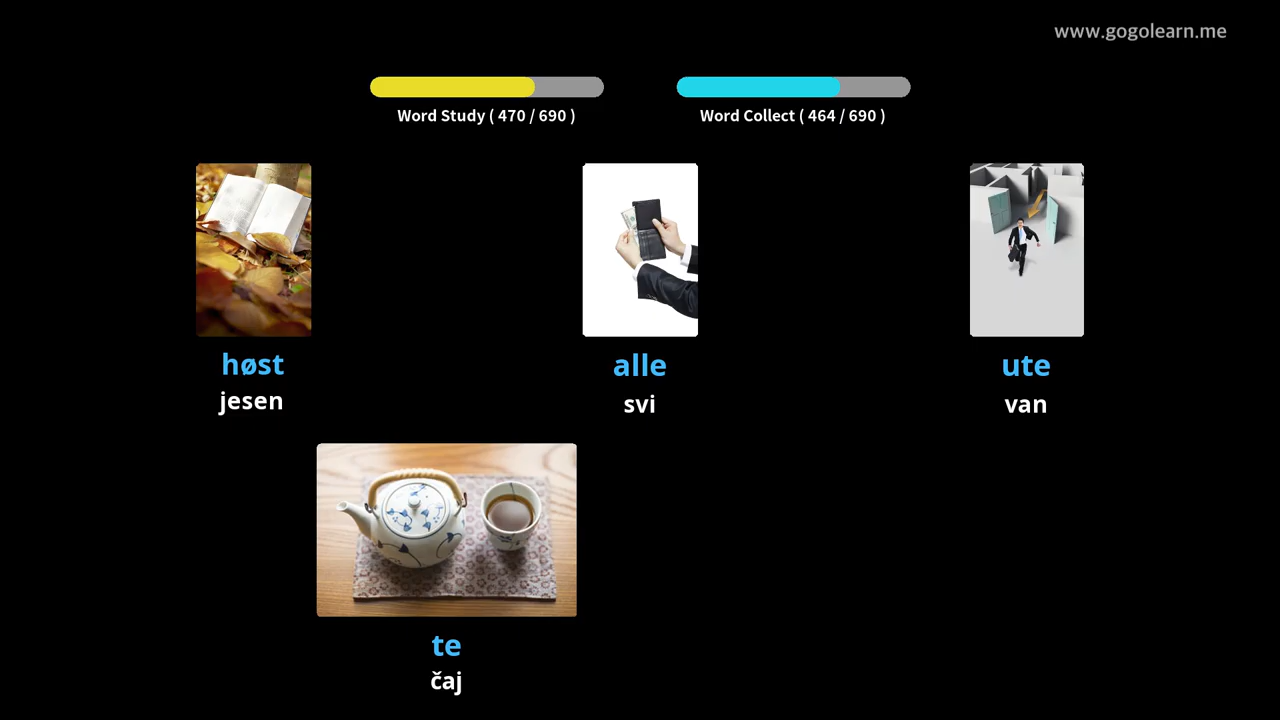 www.gogolearn.me
Word Study ( 470 / 690 )
Word Collect ( 464 / 690 )
høst
jesen
alle
svi
ute
van
te
čaj